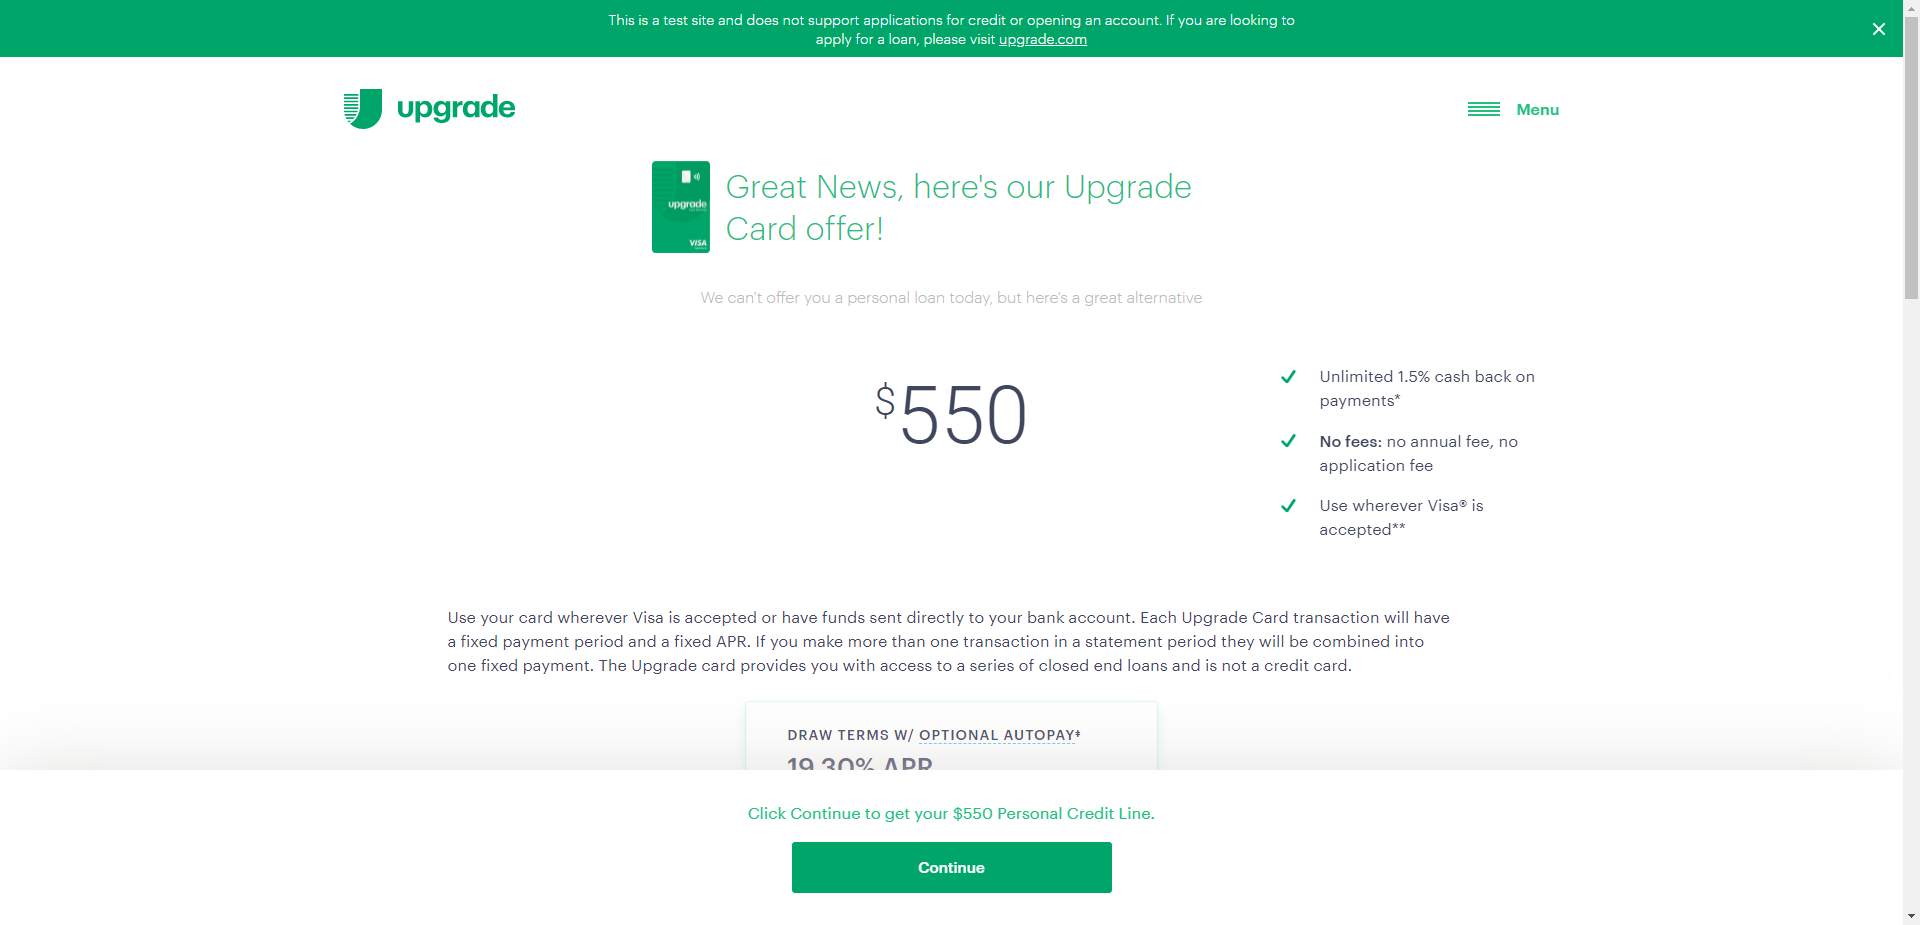 This is a test site and does not support applications for credit or opening an account. If you are looking to
apply for a loan, please visit upgrade.com
upgrade
Menu
upgrade
VISA
Great News, here's our Upgrade
Card offer!
We can't offer you a personal loan today, but here's a great alternative
$550
Unlimited 1.5% cash back on
payments*
No fees: no annual fee, no
application fee
Use wherever Visa® is
accepted**
Use your card wherever Visa is accepted or have funds sent directly to your bank account. Each Upgrade Card transaction will have
a fixed payment period and a fixed APR. If you make more than one transaction in a statement period they will be combined into
one fixed payment. The Upgrade card provides you with access to a series of closed end loans and is not a credit card.
DRAW TERMS W/ OPTIONAL AUTOPAY‡
19.30% APR
Click Continue to get your $550 Personal Credit Line.
Continue